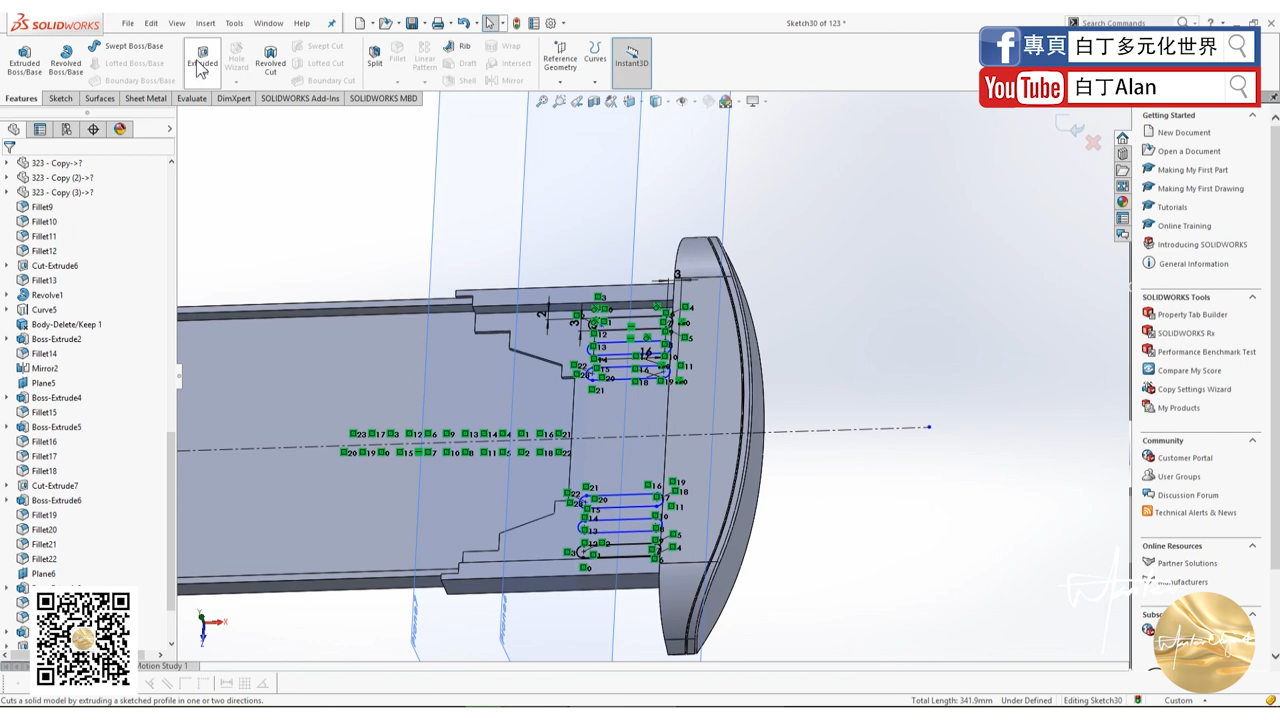 SOLIDWORKS
File Edit View Insert Tools Window Help
Sketch30 of 123 *
Search Commands
Extruded Boss/Base
Revolved Boss/Base
Swept Boss/Base
Lofted Boss/Base
Boundary Boss/Base
Extruded
Hole Wizard
Revolved Cut
Swept Cut
Lofted Cut
Boundary Cut
Split
Fillet
Linear Pattern
Rib
Draft
Shell
Wrap
Intersect
Mirror
Reference Geometry
Curves
Instant3D
專頁 白丁多元化世界
YouTube 白丁Alan
Features Sketch Surfaces Sheet Metal Evaluate DimXpert SOLIDWORKS Add-Ins SOLIDWORKS MBD
323 - Copy->?
323 - Copy (2)->?
323 - Copy (3)->?
Fillet9
Fillet10
Fillet11
Fillet12
Cut-Extrude6
Fillet13
Revolve1
Curve5
Body-Delete/Keep 1
Boss-Extrude2
Fillet14
Mirror2
Plane5
Boss-Extrude4
Fillet15
Boss-Extrude5
Fillet16
Fillet17
Fillet18
Cut-Extrude7
Boss-Extrude6
Fillet19
Fillet20
Fillet21
Fillet22
Plane6
Motion Study 1
Getting Started
New Document
Open a Document
Making My First Part
Making My First Drawing
Tutorials
Online Training
Introducing SOLIDWORKS
General Information
SOLIDWORKS Tools
Property Tab Builder
SOLIDWORKS Rx
Performance Benchmark Test
Compare My Score
Copy Settings Wizard
My Products
Community
Customer Portal
User Groups
Discussion Forum
Technical Alerts & News
Online Resources
Partner Solutions
Cuts a solid model by extruding a sketched profile in one or two directions.
Total Length: 341.9mm Under Defined Editing Sketch30 Custom